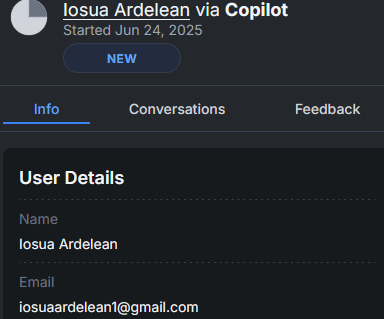 Iosua Ardelean via Copilot
Started Jun 24, 2025
NEW
Info Conversations Feedback
User Details
Name
Iosua Ardelean
Email
iosuaardelean1@gmail.com